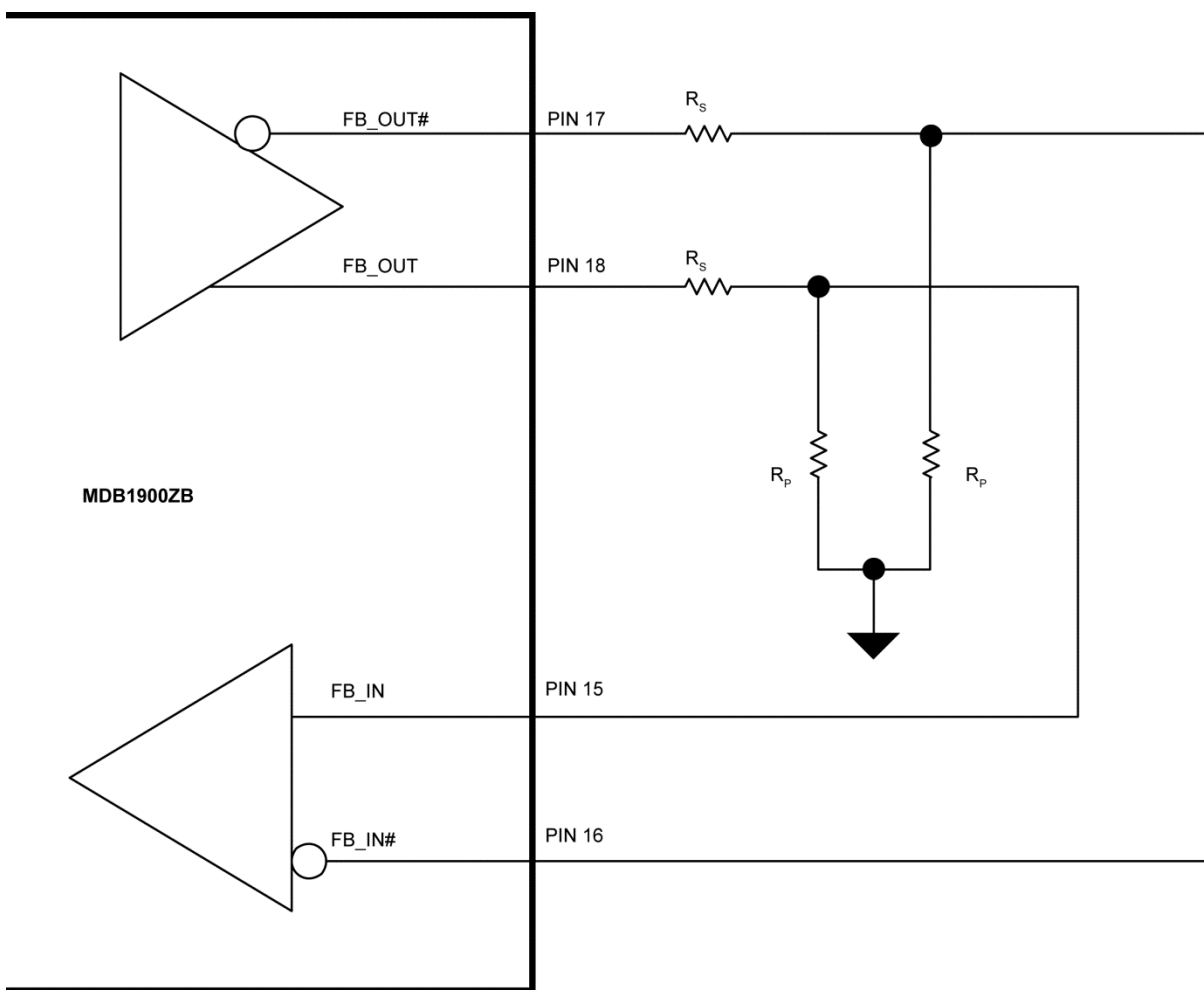 FB_OUT# PIN 17 R_S
FB_OUT PIN 18 R_S
R_P R_P
MDB1900ZB
FB_IN PIN 15
FB_IN# PIN 16